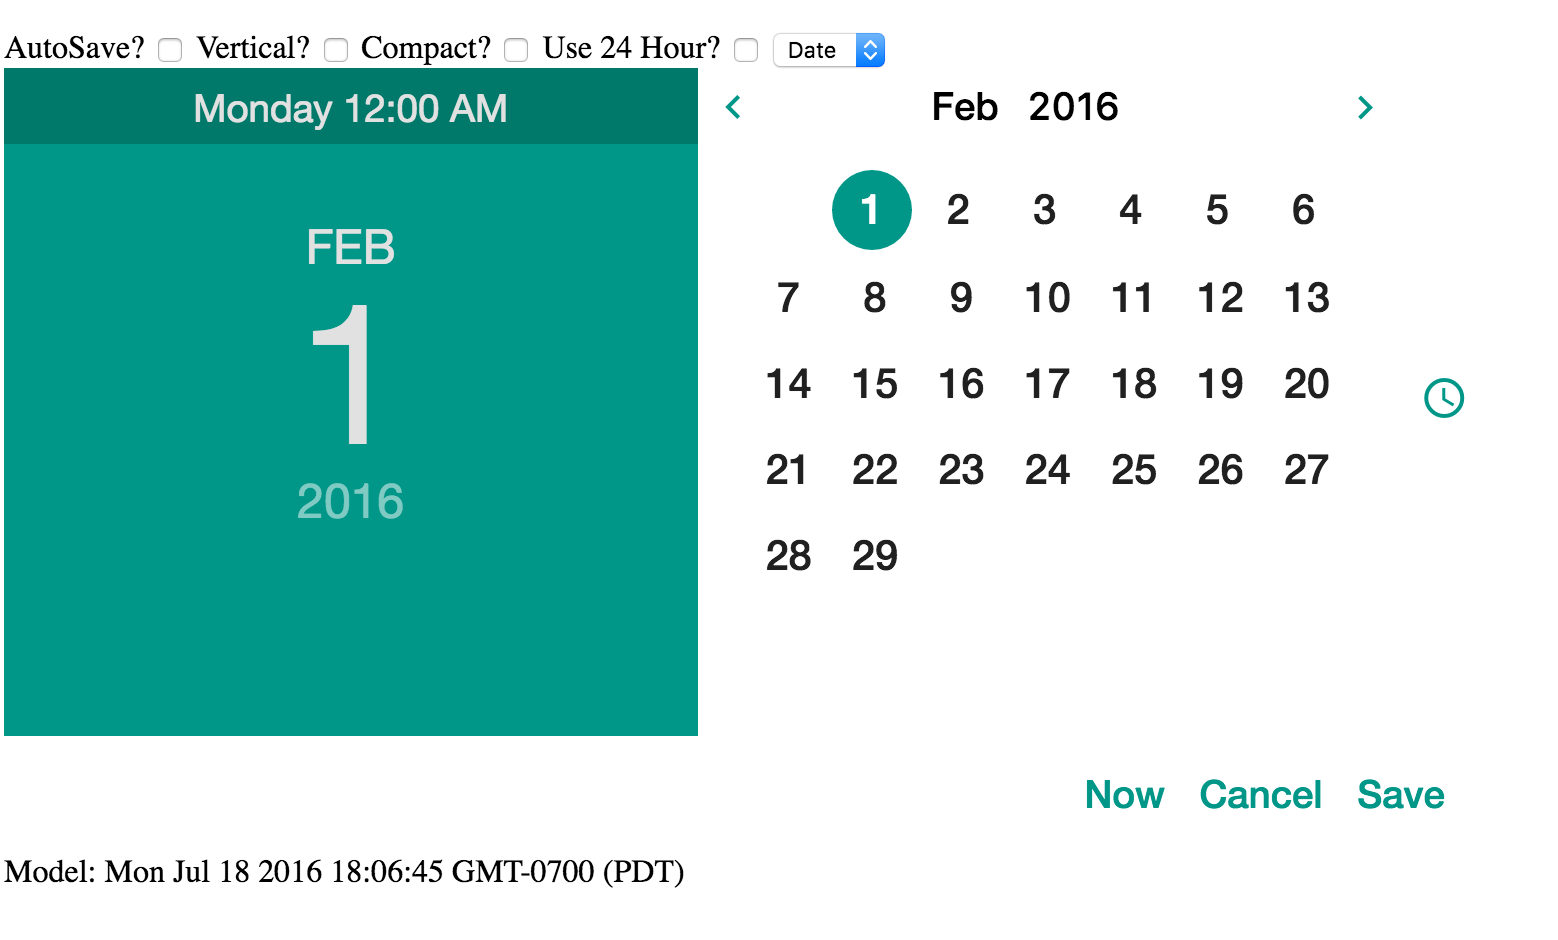 AutoSave? Vertical? Compact? Use 24 Hour? Date
Monday 12:00 AM
FEB
1
2016
Feb 2016
1 2 3 4 5 6
7 8 9 10 11 12 13
14 15 16 17 18 19 20
21 22 23 24 25 26 27
28 29
Now Cancel Save
Model: Mon Jul 18 2016 18:06:45 GMT-0700 (PDT)